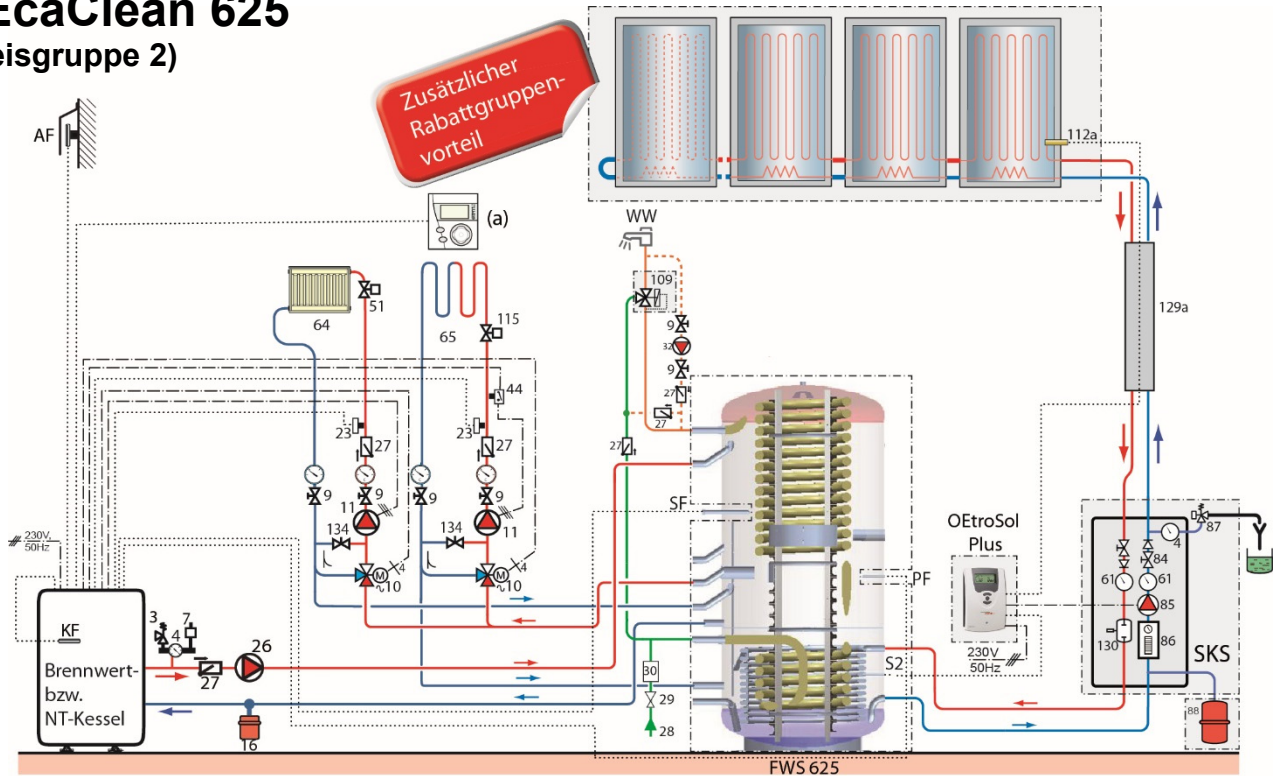 EcaClean 625
eisgruppe 2)
Zusätzlicher
Rabattgruppen-
vorteil
AF
(a)
WW
112a
109
51
64
65
115
129a
9
32
9
27
27
44
27
23
27
23
27
9
9
9
9
11
11
134
134
M
4
10
M
4
10
SF
PF
OEtroSol
Plus
230V
50Hz
4
87
84
61
61
85
86
130
SKS
88
230V,
50Hz
KF
Brennwert-
bzw.
NT-Kessel
3
4
7
27
26
16
30
29
28
S2
FWS 625